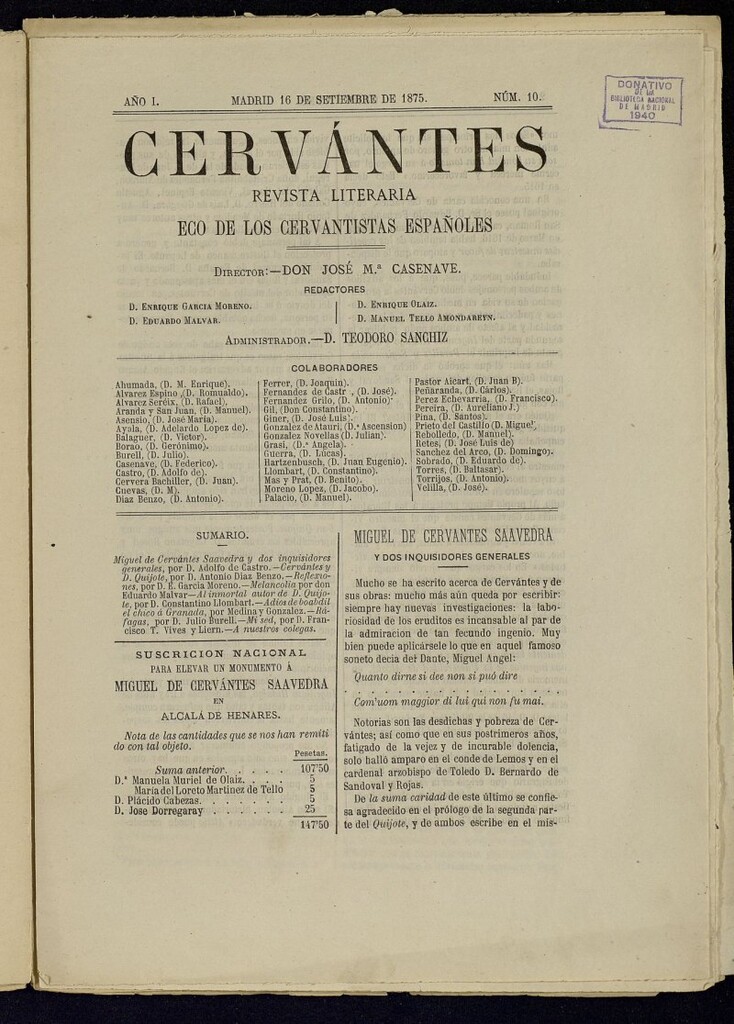 AÑO I.
MADRID 16 DE SETIEMBRE DE 1875.
NÚM. 10.
DONATIVO
DE LA
BIBLIOTECA NACIONAL
DE MADRID
1940
CERVÁNTES
REVISTA LITERARIA
ECO DE LOS CERVANTISTAS ESPAÑOLES
DIRECTOR:—DON JOSÉ M.ª CASENAVE.
REDACTORES
D. ENRIQUE GARCIA MORENO.
D. EDUARDO MALVAR.
D. ENRIQUE OLAIZ.
D. MANUEL TELLO AMONDAREYN.
ADMINISTRADOR.—D. TEODORO SANCHIZ
COLABORADORES
Ahumada, (D. M. Enrique).
Alvarez Espino ,(D. Romualdo).
Alvarez Sereix, (D. Rafael),
Aranda y San Juan, (D. Manuel).
Asensio, (D. José Maria).
Ayala, (D. Adelardo Lopez de).
Balaguer, (D. Victor).
Borao, (D. Gerónimo).
Burell, (D. Julio).
Casenave, (D. Federico).
Castro, (D. Adolfo de).
Cervera Bachiller, (D. Juan).
Cuevas, (D. M).
Diaz Benzo, (D. Antonio).
Ferrer, (D. Joaquin).
Fernandez de Castr , (D. José).
Fernandez Grilo, (D. Antonio)·
Gil, (Don Constantino).
Giner, (D. José Luis).
Gonzalez de Atauri, (D.ª Ascension)
Gonzalez Novellas (D. Julian).
Grasi, (D.ª Angela).
Guerra, (D. Lúcas).
Hartzenbusch, (D. Juan Eugenio).
Llombart, (D. Constantino).
Mas y Prat, (D. Benito).
Moreno Lopez, (D. Jacobo).
Palacio, (D. Manuel).
Pastor Aicart, (D. Juan B).
Peñaranda, (D. Cárlos).
Perez Echevarria, (D. Francisco).
Pereira, (D. Aureliano J.)
Pina, (D. Santos).
Prieto del Castillo (D. Miguel,
Rebolledo, (D. Manuel).
Retes, (D. José Luis de)
Sanchez del Arco, (D. Domingo).
Sobrado, (D. Eduardo de).
Torres, (D. Baltasar).
Torrijos, (D. Antonio).
Velilla, (D. José).
SUMARIO.
Miguel de Cervántes Saavedra y dos inquisidores
generales, por D. Adolfo de Castro.—Cervántes y
D. Quijote, por D. Antonio Diaz Benzo.—Reflexio-
nes, por D. E. Garcia Moreno.—Melancolia por don
Eduardo Malvar—Al inmortal autor de D. Quijo-
te, por D. Constantino Llombart.—Adios de boabdil
el chico á Granada, por Medina y Gonzalez.—Rá-
fagas, por D. Julio Burell.—Mi sed, por D. Fran-
cisco T. Vives y Liern.—A nuestros colegas.
SUSCRICION NACIONAL
PARA ELEVAR UN MONUMENTO Á
MIGUEL DE CERVÁNTES SAAVEDRA
EN
ALCALÁ DE HENARES.
Nota de las cantidades que se nos han remiti
do con tal objeto.
Pesetas.
Suma anterior. . . . . 107'50
D.ª Manuela Muriel de Olaiz. . . . 5
Maria del Loreto Martinez de Tello 5
D. Plácido Cabezas. . . . . . . 5
D. Jose Dorregaray . . . . . . 25
147'50
MIGUEL DE CERVANTES SAAVEDRA
Y DOS INQUISIDORES GENERALES
Mucho se ha escrito acerca de Cervántes y de
sus obras: mucho más aún queda por escribir:
siempre hay nuevas investigaciones: la labo-
riosidad de los eruditos es incansable al par de
la admiracion de tan fecundo ingenio. Muy
bien puede aplicársele lo que en aquel famoso
soneto decia del Dante, Miguel Angel:
Quanto dirne si dee non si puó dire
. . . . . . . . . . . . . . . . . .
Com'uom maggior di lui qui non fu mai.
Notorias son las desdichas y pobreza de Cer-
vántes; así como que en sus postrimeros años,
fatigado de la vejez y de incurable dolencia,
solo halló amparo en el conde de Lemos y en el
cardenal arzobispo de Toledo D. Bernardo de
Sandoval y Rojas.
De la suma caridad de este último se confie-
sa agradecido en el prólogo de la segunda par-
te del Quijote, y de ambos escribe en el mis-